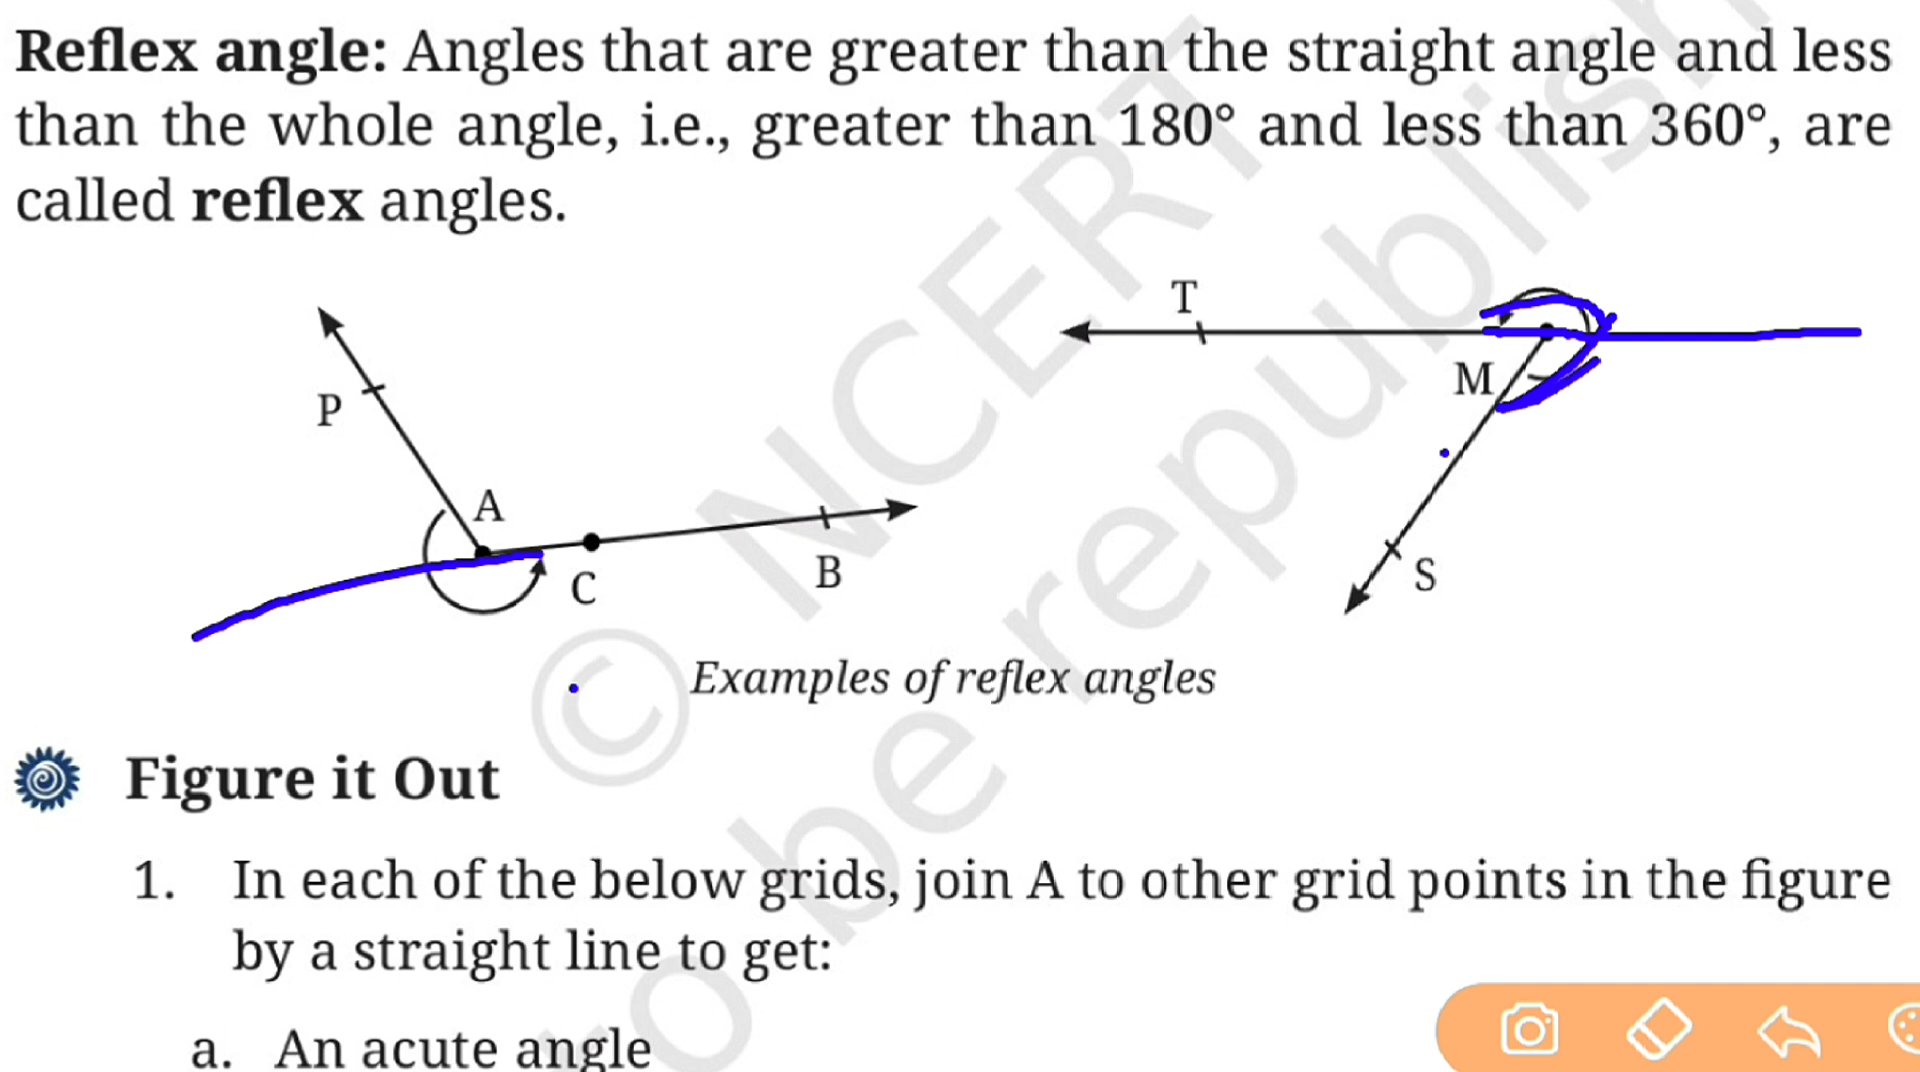 Reflex angle: Angles that are greater than the straight angle and less
than the whole angle, i.e., greater than 180° and less than 360°, are
called reflex angles.
T
P
M
A
C
B
S
© NCERT
to be republish
Examples of reflex angles
Figure it Out
1. In each of the below grids, join A to other grid points in the figure
by a straight line to get:
a. An acute angle